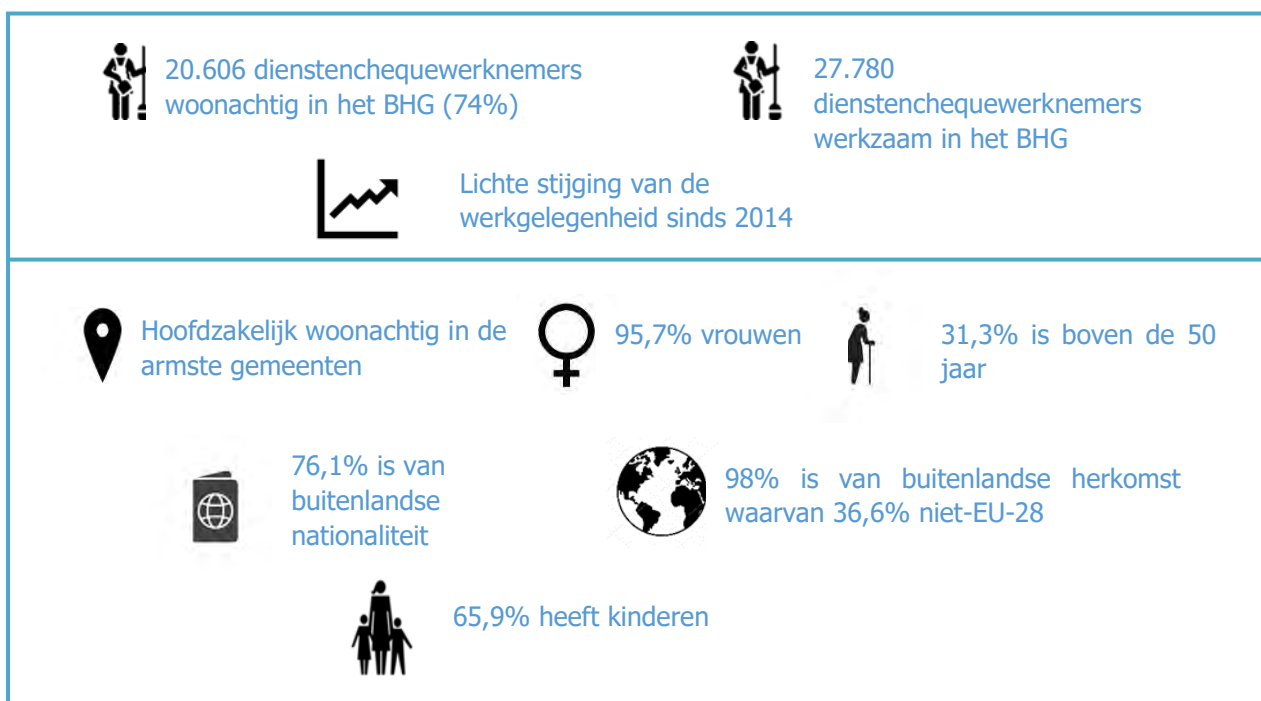 20.606 dienstenchequewerknemers
woonachtig in het BHG (74%)
27.780
dienstenchequewerknemers
werkzaam in het BHG
Lichte stijging van de
werkgelegenheid sinds 2014
Hoofdzakelijk woonachtig in de
armste gemeenten
95,7% vrouwen
31,3% is boven de 50
jaar
76,1% is van
buitenlandse
nationaliteit
98% is van buitenlandse herkomst
waarvan 36,6% niet-EU-28
65,9% heeft kinderen